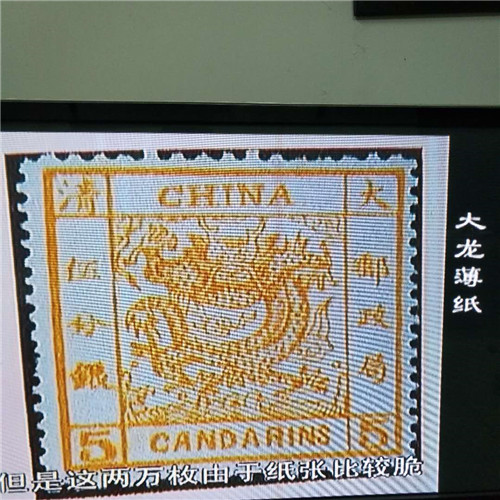 清 CHINA 大
郵政局
伍分銀
5 CANDARINS 5
大龙薄纸
但是这两万枚由于纸张比较脆